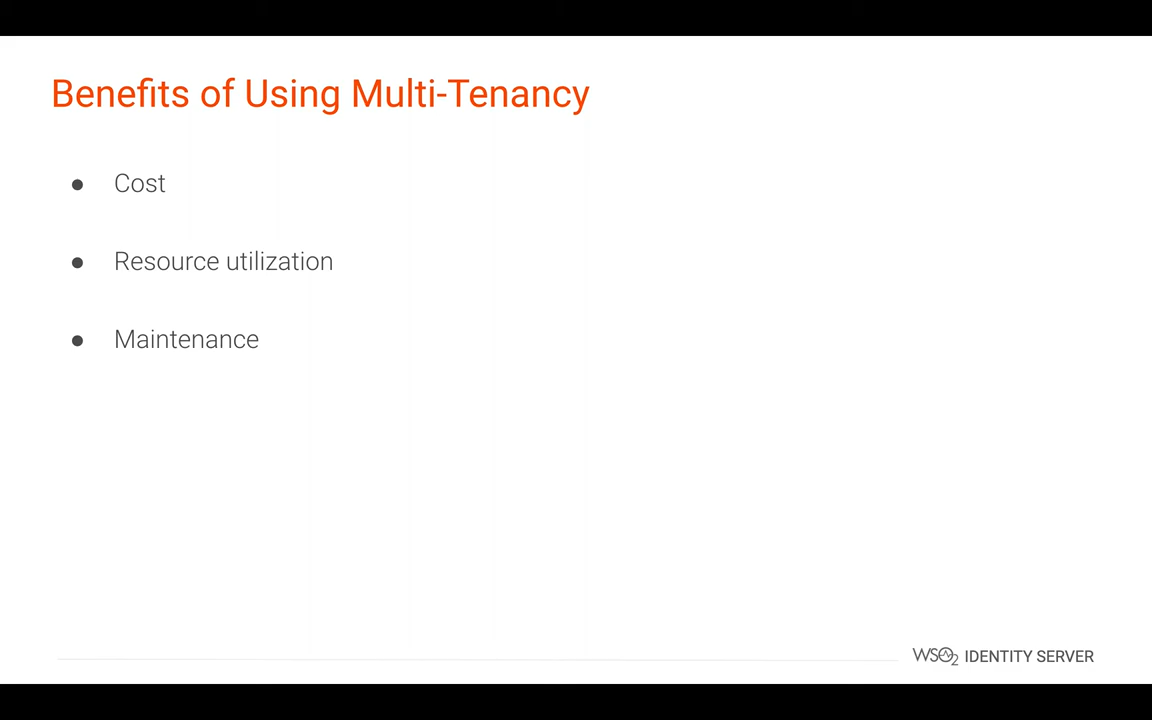 Benefits of Using Multi-Tenancy
● Cost
● Resource utilization
● Maintenance
WSO2 IDENTITY SERVER